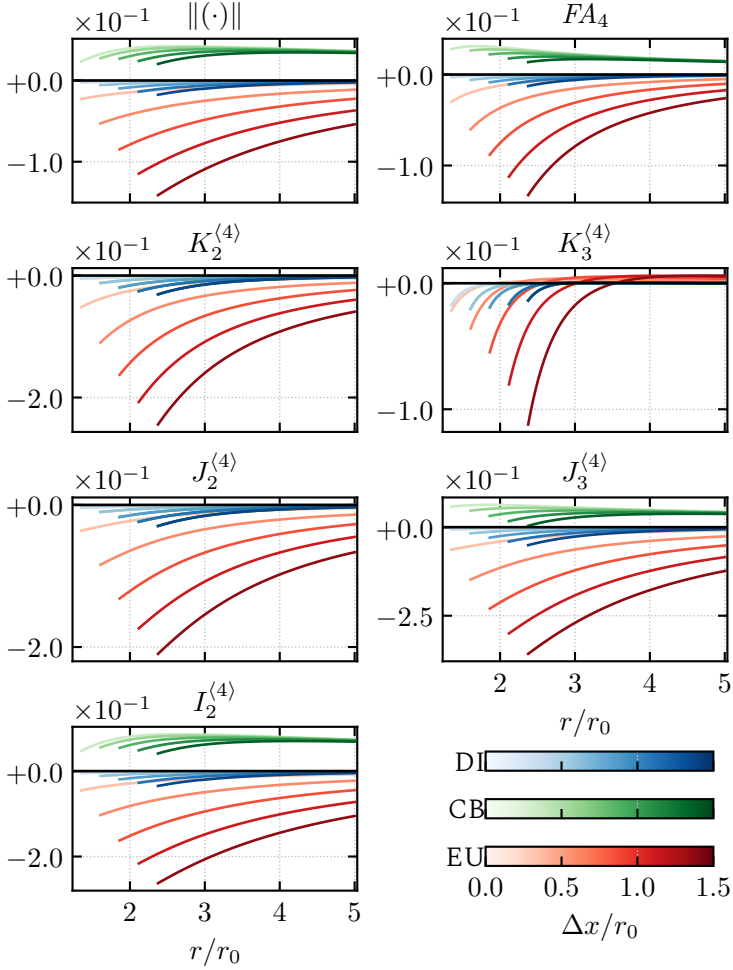 ‖(·)‖
×10⁻¹
+0.0
−1.0
FA₄
×10⁻¹
+0.0
−1.0
K₂^⟨4⟩
×10⁻¹
+0.0
−2.0
K₃^⟨4⟩
×10⁻¹
+0.0
−1.0
J₂^⟨4⟩
×10⁻¹
+0.0
−2.0
J₃^⟨4⟩
×10⁻¹
+0.0
−2.5
2 3 4 5
r/r₀
I₂^⟨4⟩
×10⁻¹
+0.0
−2.0
2 3 4 5
r/r₀
DI
CB
EU
0.0 0.5 1.0 1.5
Δx/r₀